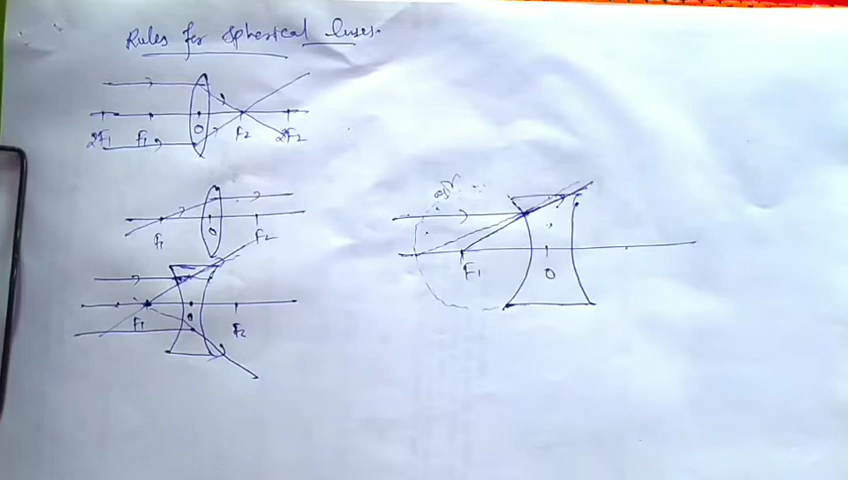 Rules for Spherical lenses.
2F₁ F₁ O F₂ 2F₂
F₁ O F₂
F₁ O F₂
F₁ O